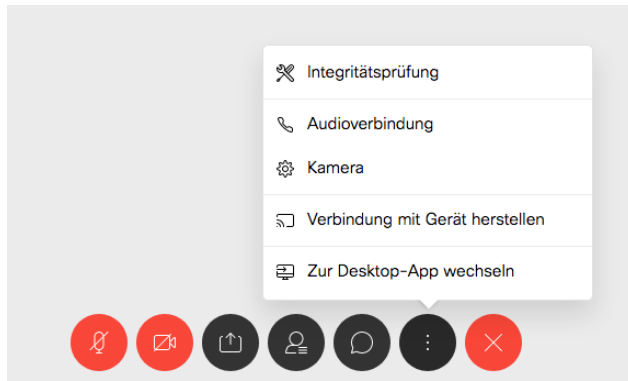 Integritätsprüfung
Audioverbindung
Kamera
Verbindung mit Gerät herstellen
Zur Desktop-App wechseln